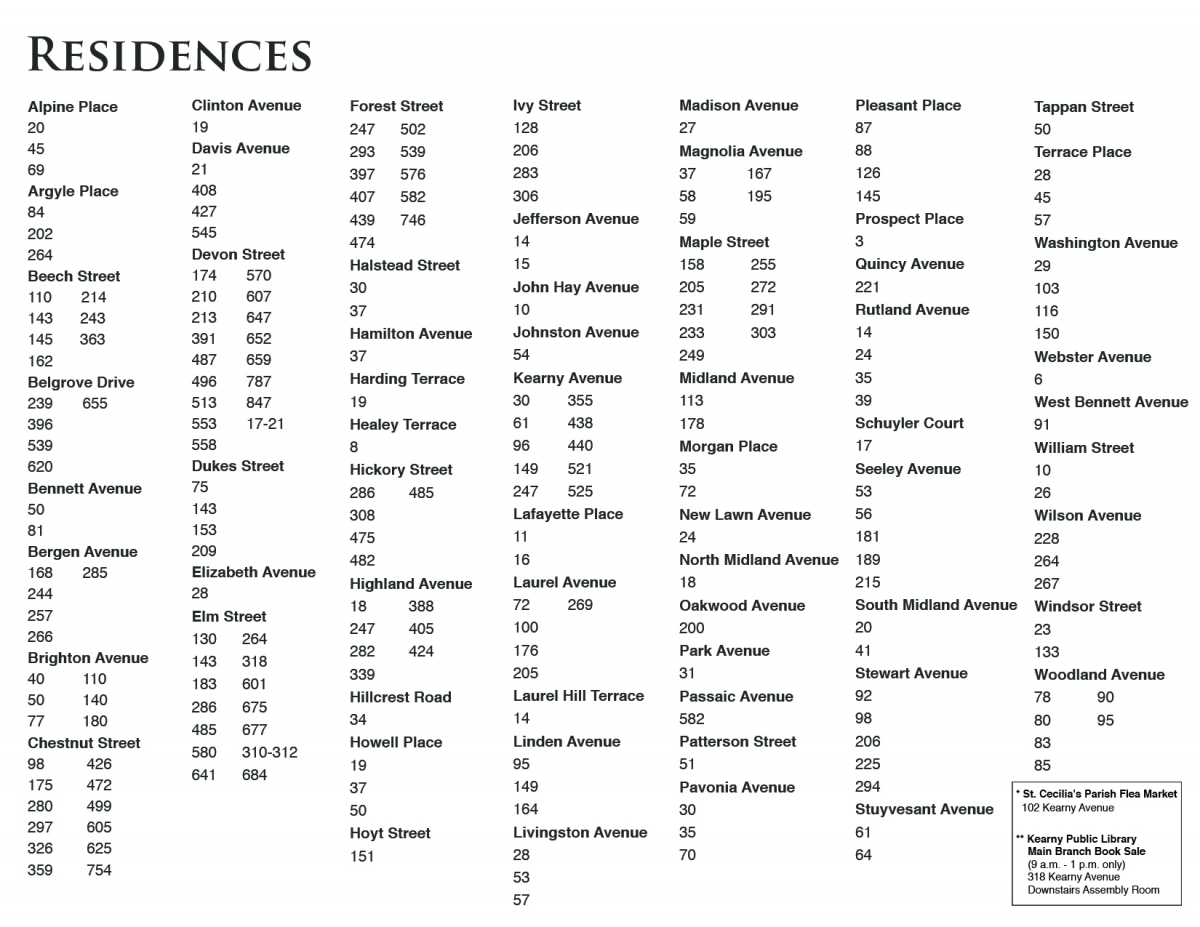 RESIDENCES
Alpine Place
20
45
69
Argyle Place
84
202
264
Beech Street
110 214
143 243
145 363
162
Belgrove Drive
239 655
396
539
620
Bennett Avenue
50
81
Bergen Avenue
168 285
244
257
266
Brighton Avenue
40 110
50 140
77 180
Chestnut Street
98 426
175 472
280 499
297 605
326 625
359 754
Clinton Avenue
19
Davis Avenue
21
408
427
545
Devon Street
174 570
210 607
213 647
391 652
487 659
496 787
513 847
553 17-21
558
Dukes Street
75
143
153
209
Elizabeth Avenue
28
Elm Street
130 264
143 318
183 601
286 675
485 677
580 310-312
641 684
Forest Street
247 502
293 539
397 576
407 582
439 746
474
Halstead Street
30
37
Hamilton Avenue
37
Harding Terrace
19
Healey Terrace
8
Hickory Street
286 485
308
475
482
Highland Avenue
18 388
247 405
282 424
339
Hillcrest Road
34
Howell Place
19
37
50
Hoyt Street
151
Ivy Street
128
206
283
306
Jefferson Avenue
14
15
John Hay Avenue
10
Johnston Avenue
54
Kearny Avenue
30 355
61 438
96 440
149 521
247 525
Lafayette Place
11
16
Laurel Avenue
72 269
100
176
205
Laurel Hill Terrace
14
Linden Avenue
95
149
164
Livingston Avenue
28
53
57
Madison Avenue
27
Magnolia Avenue
37 167
58 195
59
Maple Street
158 255
205 272
231 291
233 303
249
Midland Avenue
113
178
Morgan Place
35
72
New Lawn Avenue
24
North Midland Avenue
18
Oakwood Avenue
200
Park Avenue
31
Passaic Avenue
582
Patterson Street
51
Pavonia Avenue
30
35
70
Pleasant Place
87
88
126
145
Prospect Place
3
Quincy Avenue
221
Rutland Avenue
14
24
35
39
Schuyler Court
17
Seeley Avenue
53
56
181
189
215
South Midland Avenue
20
41
Stewart Avenue
92
98
206
225
294
Stuyvesant Avenue
61
64
Tappan Street
50
Terrace Place
28
45
57
Washington Avenue
29
103
116
150
Webster Avenue
6
West Bennett Avenue
91
William Street
10
26
Wilson Avenue
228
264
267
Windsor Street
23
133
Woodland Avenue
78 90
80 95
83
85
* St. Cecilia's Parish Flea Market
102 Kearny Avenue
** Kearny Public Library
Main Branch Book Sale
(9 a.m. - 1 p.m. only)
318 Kearny Avenue
Downstairs Assembly Room